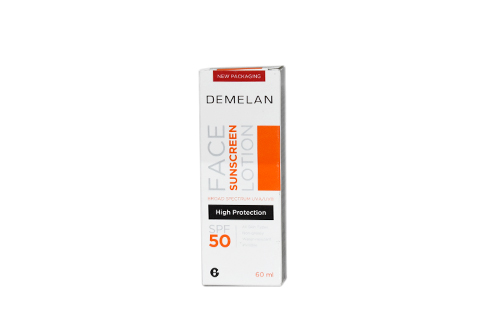 NEW PACKAGING
DEMELAN
FACE
SUNSCREEN
LOTION
High Protection
SPF
50
60 ml